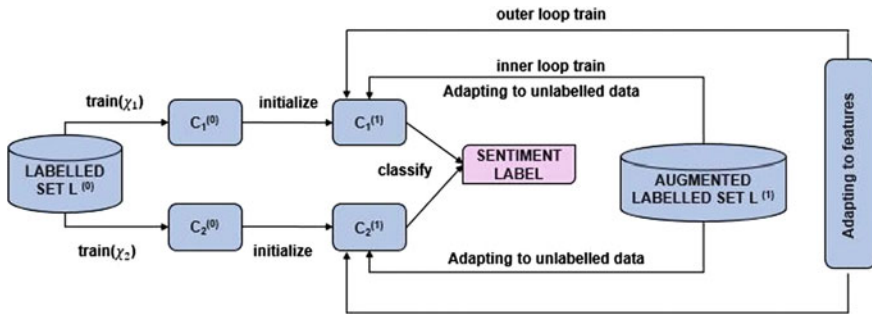 outer loop train
inner loop train
Adapting to unlabelled data
train(χ₁)
initialize
C₁⁽⁰⁾
C₁⁽¹⁾
LABELLED
SET L ⁽⁰⁾
classify
SENTIMENT
LABEL
AUGMENTED
LABELLED SET L ⁽¹⁾
Adapting to features
C₂⁽⁰⁾
C₂⁽¹⁾
train(χ₂)
initialize
Adapting to unlabelled data